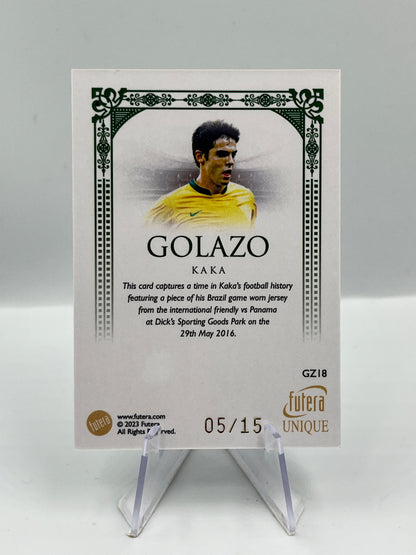 GOLAZO
KAKA
This card captures a time in Kaka's football history
featuring a piece of his Brazil game worn jersey
from the international friendly vs Panama
at Dick's Sporting Goods Park on the
29th May 2016.
GZ18
futera
www.futera.com
© 2023 Futera
All Rights Reserved.
05/15
futera
UNIQUE